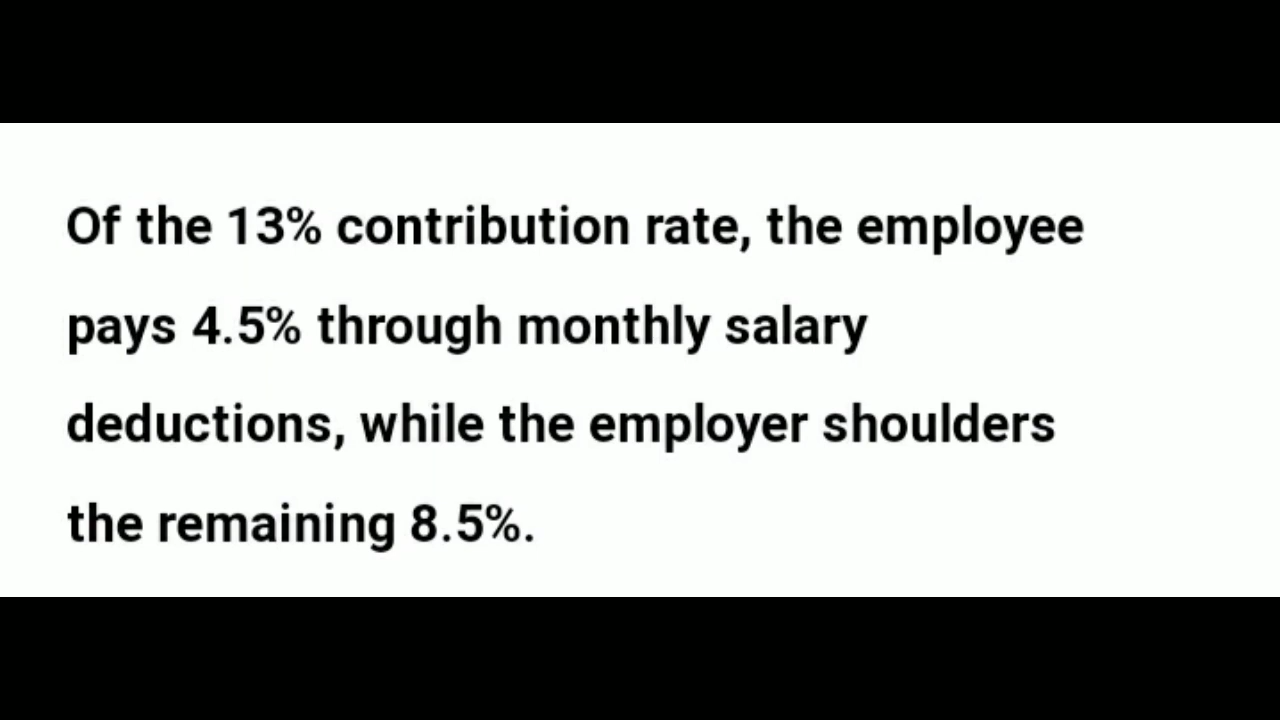 Of the 13% contribution rate, the employee
pays 4.5% through monthly salary
deductions, while the employer shoulders
the remaining 8.5%.